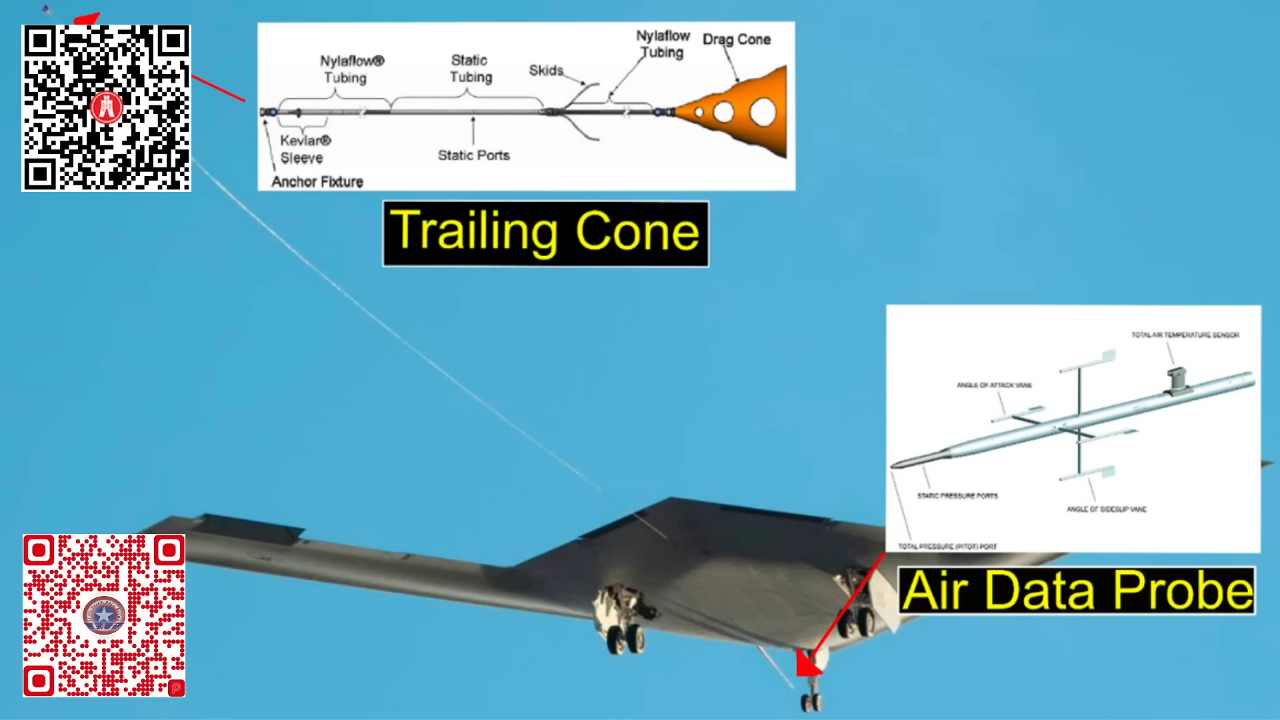 Nylaflow®
Tubing
Static
Tubing
Skids
Nylaflow
Tubing
Drag Cone
Kevlar®
Sleeve
Static Ports
Anchor Fixture
Trailing Cone
TOTAL AIR TEMPERATURE SENSOR
ANGLE-OF-ATTACK VANE
STATIC PRESSURE PORTS
ANGLE OF SIDESLIP VANE
TOTAL PRESSURE (PITOT) PORT
Air Data Probe